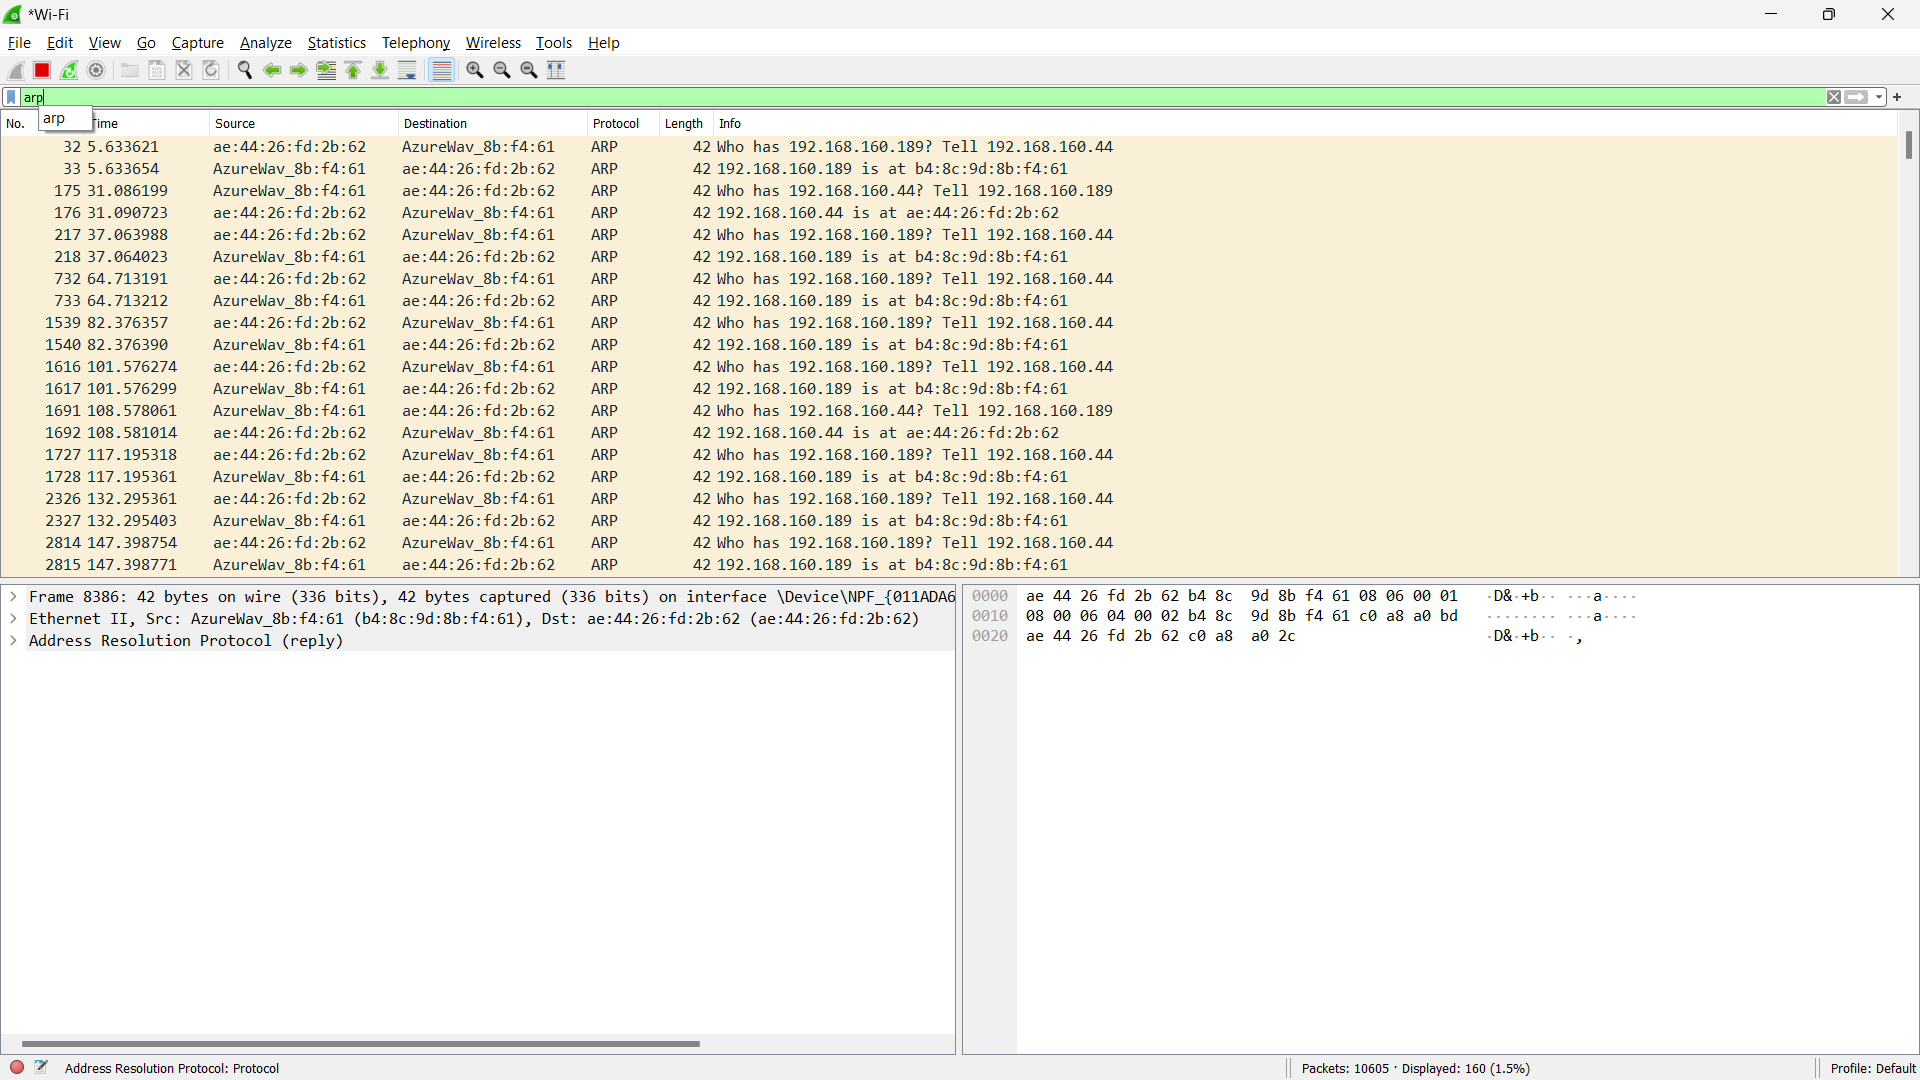 *Wi-Fi
File Edit View Go Capture Analyze Statistics Telephony Wireless Tools Help
arp
arp
No. Time Source Destination Protocol Length Info
32 5.633621 ae:44:26:fd:2b:62 AzureWav_8b:f4:61 ARP 42 Who has 192.168.160.189? Tell 192.168.160.44
33 5.633654 AzureWav_8b:f4:61 ae:44:26:fd:2b:62 ARP 42 192.168.160.189 is at b4:8c:9d:8b:f4:61
175 31.086199 AzureWav_8b:f4:61 ae:44:26:fd:2b:62 ARP 42 Who has 192.168.160.44? Tell 192.168.160.189
176 31.090723 ae:44:26:fd:2b:62 AzureWav_8b:f4:61 ARP 42 192.168.160.44 is at ae:44:26:fd:2b:62
217 37.063988 ae:44:26:fd:2b:62 AzureWav_8b:f4:61 ARP 42 Who has 192.168.160.189? Tell 192.168.160.44
218 37.064023 AzureWav_8b:f4:61 ae:44:26:fd:2b:62 ARP 42 192.168.160.189 is at b4:8c:9d:8b:f4:61
732 64.713191 ae:44:26:fd:2b:62 AzureWav_8b:f4:61 ARP 42 Who has 192.168.160.189? Tell 192.168.160.44
733 64.713212 AzureWav_8b:f4:61 ae:44:26:fd:2b:62 ARP 42 192.168.160.189 is at b4:8c:9d:8b:f4:61
1539 82.376357 ae:44:26:fd:2b:62 AzureWav_8b:f4:61 ARP 42 Who has 192.168.160.189? Tell 192.168.160.44
1540 82.376390 AzureWav_8b:f4:61 ae:44:26:fd:2b:62 ARP 42 192.168.160.189 is at b4:8c:9d:8b:f4:61
1616 101.576274 ae:44:26:fd:2b:62 AzureWav_8b:f4:61 ARP 42 Who has 192.168.160.189? Tell 192.168.160.44
1617 101.576299 AzureWav_8b:f4:61 ae:44:26:fd:2b:62 ARP 42 192.168.160.189 is at b4:8c:9d:8b:f4:61
1691 108.578061 AzureWav_8b:f4:61 ae:44:26:fd:2b:62 ARP 42 Who has 192.168.160.44? Tell 192.168.160.189
1692 108.581014 ae:44:26:fd:2b:62 AzureWav_8b:f4:61 ARP 42 192.168.160.44 is at ae:44:26:fd:2b:62
1727 117.195318 ae:44:26:fd:2b:62 AzureWav_8b:f4:61 ARP 42 Who has 192.168.160.189? Tell 192.168.160.44
1728 117.195361 AzureWav_8b:f4:61 ae:44:26:fd:2b:62 ARP 42 192.168.160.189 is at b4:8c:9d:8b:f4:61
2326 132.295361 ae:44:26:fd:2b:62 AzureWav_8b:f4:61 ARP 42 Who has 192.168.160.189? Tell 192.168.160.44
2327 132.295403 AzureWav_8b:f4:61 ae:44:26:fd:2b:62 ARP 42 192.168.160.189 is at b4:8c:9d:8b:f4:61
2814 147.398754 ae:44:26:fd:2b:62 AzureWav_8b:f4:61 ARP 42 Who has 192.168.160.189? Tell 192.168.160.44
2815 147.398771 AzureWav_8b:f4:61 ae:44:26:fd:2b:62 ARP 42 192.168.160.189 is at b4:8c:9d:8b:f4:61
Frame 8386: 42 bytes on wire (336 bits), 42 bytes captured (336 bits) on interface \Device\NPF_{011ADA6
Ethernet II, Src: AzureWav_8b:f4:61 (b4:8c:9d:8b:f4:61), Dst: ae:44:26:fd:2b:62 (ae:44:26:fd:2b:62)
Address Resolution Protocol (reply)
0000 ae 44 26 fd 2b 62 b4 8c 9d 8b f4 61 08 06 00 01 ·D&·+b·· ···a····
0010 08 00 06 04 00 02 b4 8c 9d 8b f4 61 c0 a8 a0 bd ········ ···a····
0020 ae 44 26 fd 2b 62 c0 a8 a0 2c ·D&·+b·· ·,
Address Resolution Protocol: Protocol
Packets: 10605 · Displayed: 160 (1.5%)
Profile: Default